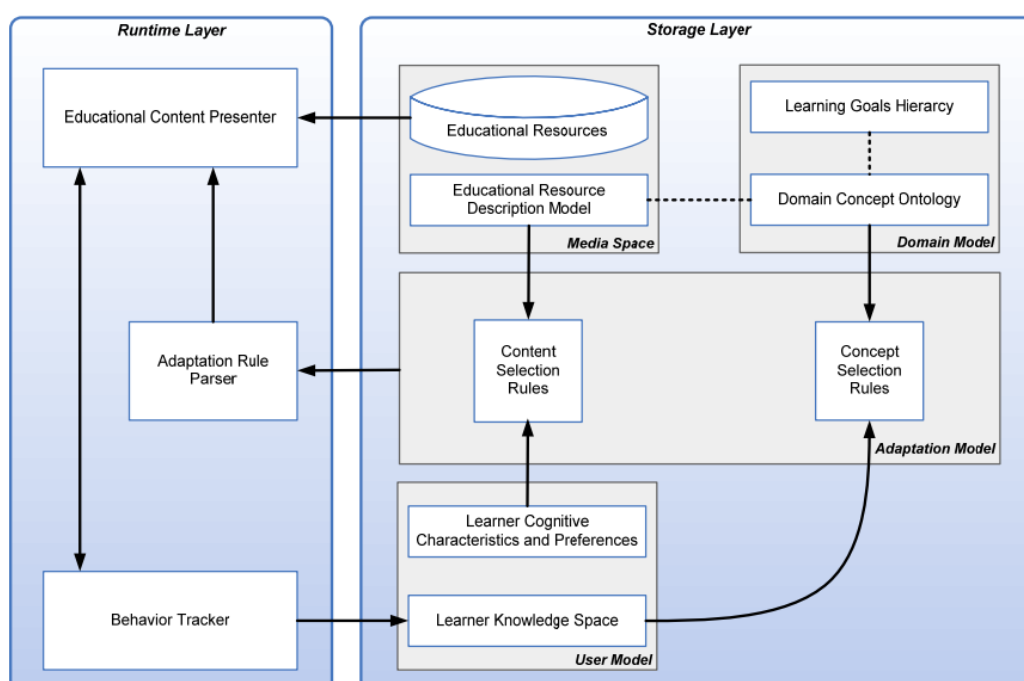 Runtime Layer
Storage Layer
Educational Content Presenter
Educational Resources
Learning Goals Hierarcy
Educational Resource
Description Model
Domain Concept Ontology
Media Space
Domain Model
Adaptation Rule
Parser
Content
Selection
Rules
Concept
Selection
Rules
Adaptation Model
Learner Cognitive
Characteristics and Preferences
Behavior Tracker
Learner Knowledge Space
User Model